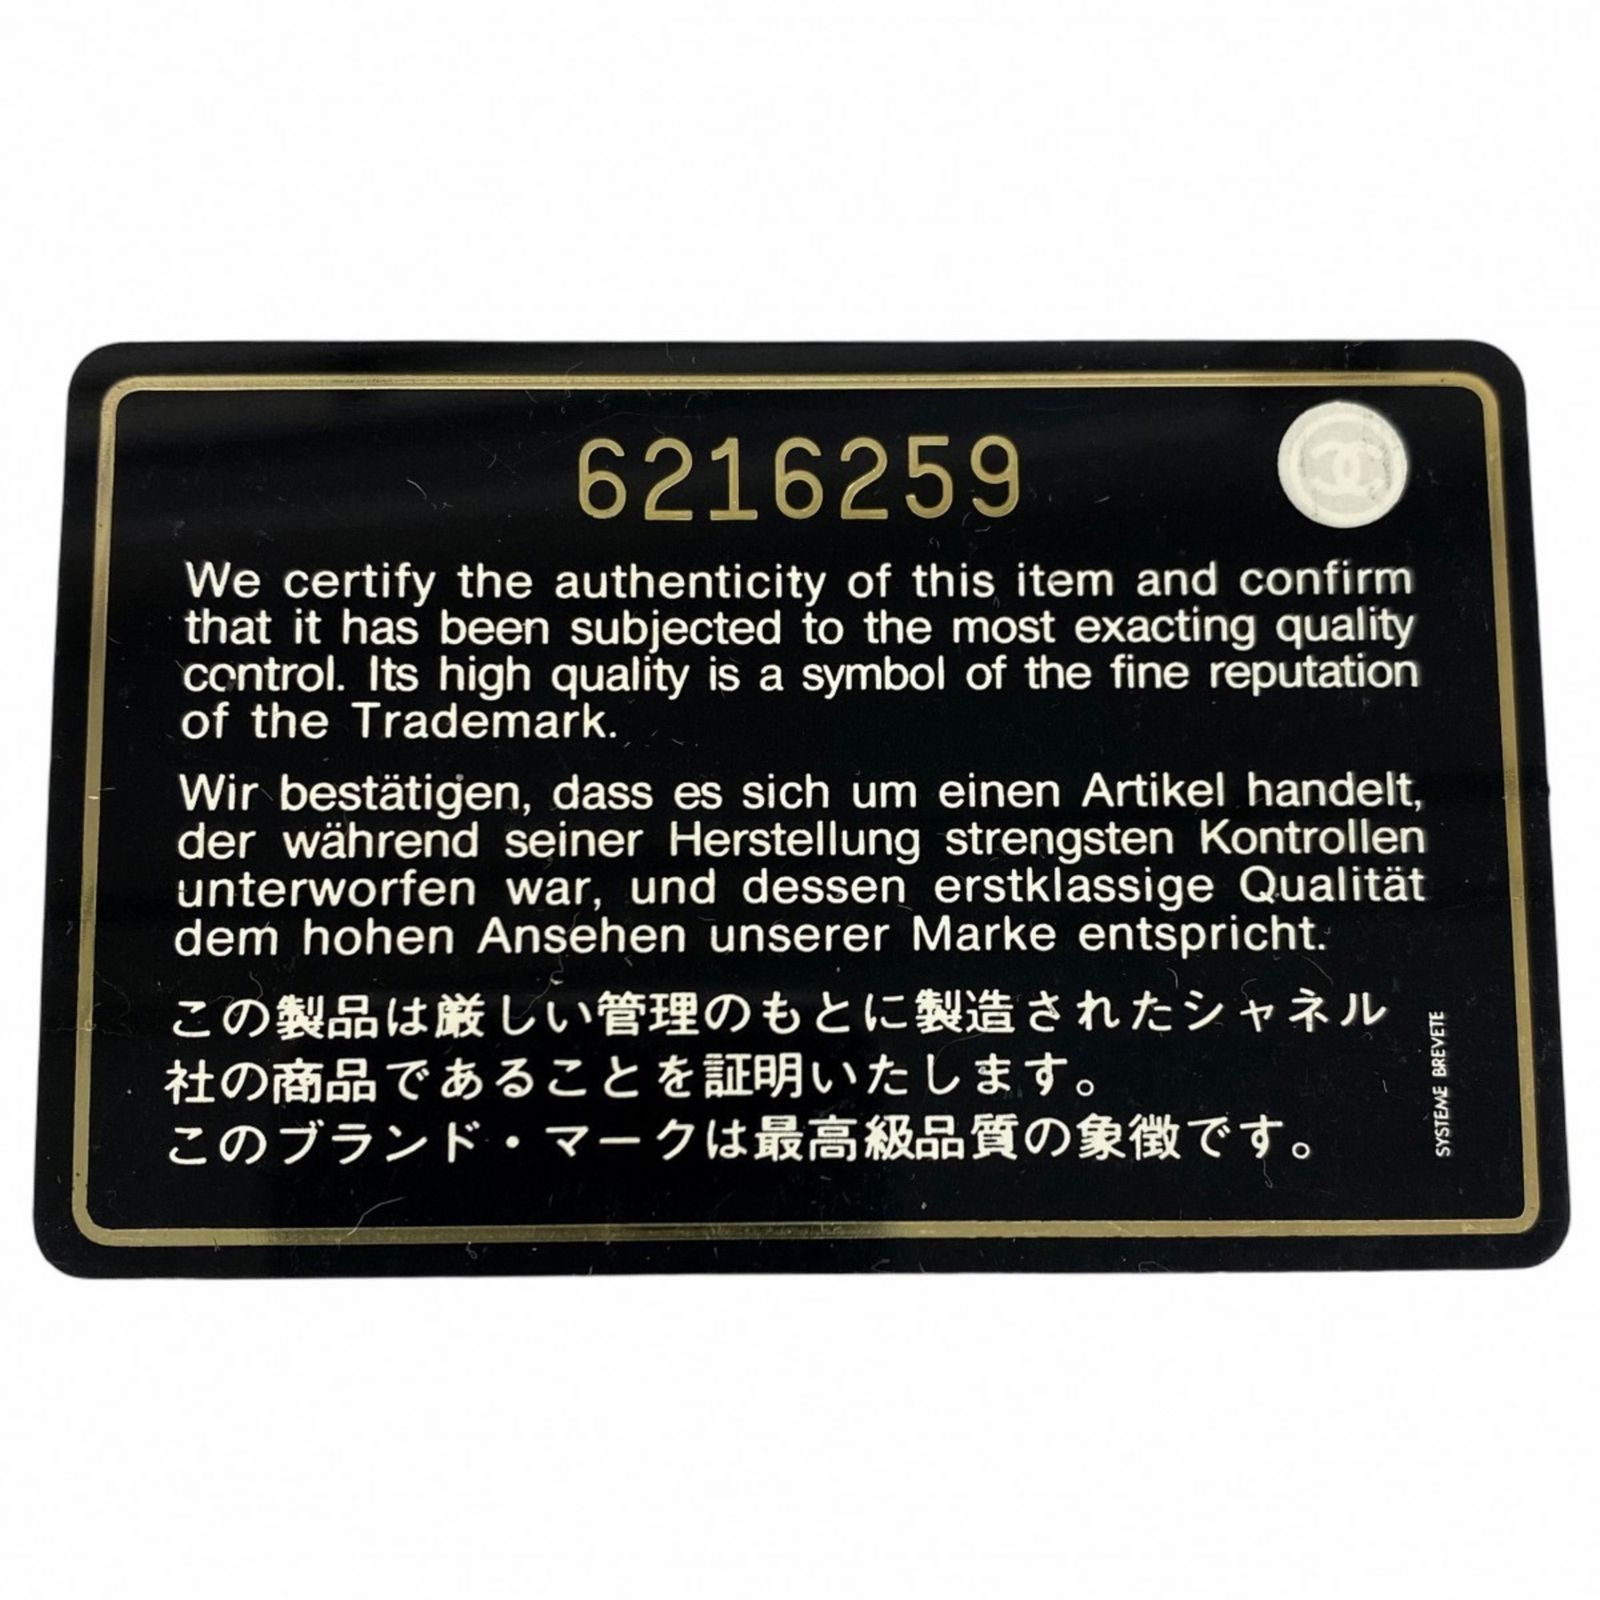 6216259
We certify the authenticity of this item and confirm
that it has been subjected to the most exacting quality
control. Its high quality is a symbol of the fine reputation
of the Trademark.
Wir bestätigen, dass es sich um einen Artikel handelt,
der während seiner Herstellung strengsten Kontrollen
unterworfen war, und dessen erstklassige Qualität
dem hohen Ansehen unserer Marke entspricht.
この製品は厳しい管理のもとに製造されたシャネル
社の商品であることを証明いたします。
このブランド・マークは最高級品質の象徴です。
SYSTEME BREVETE